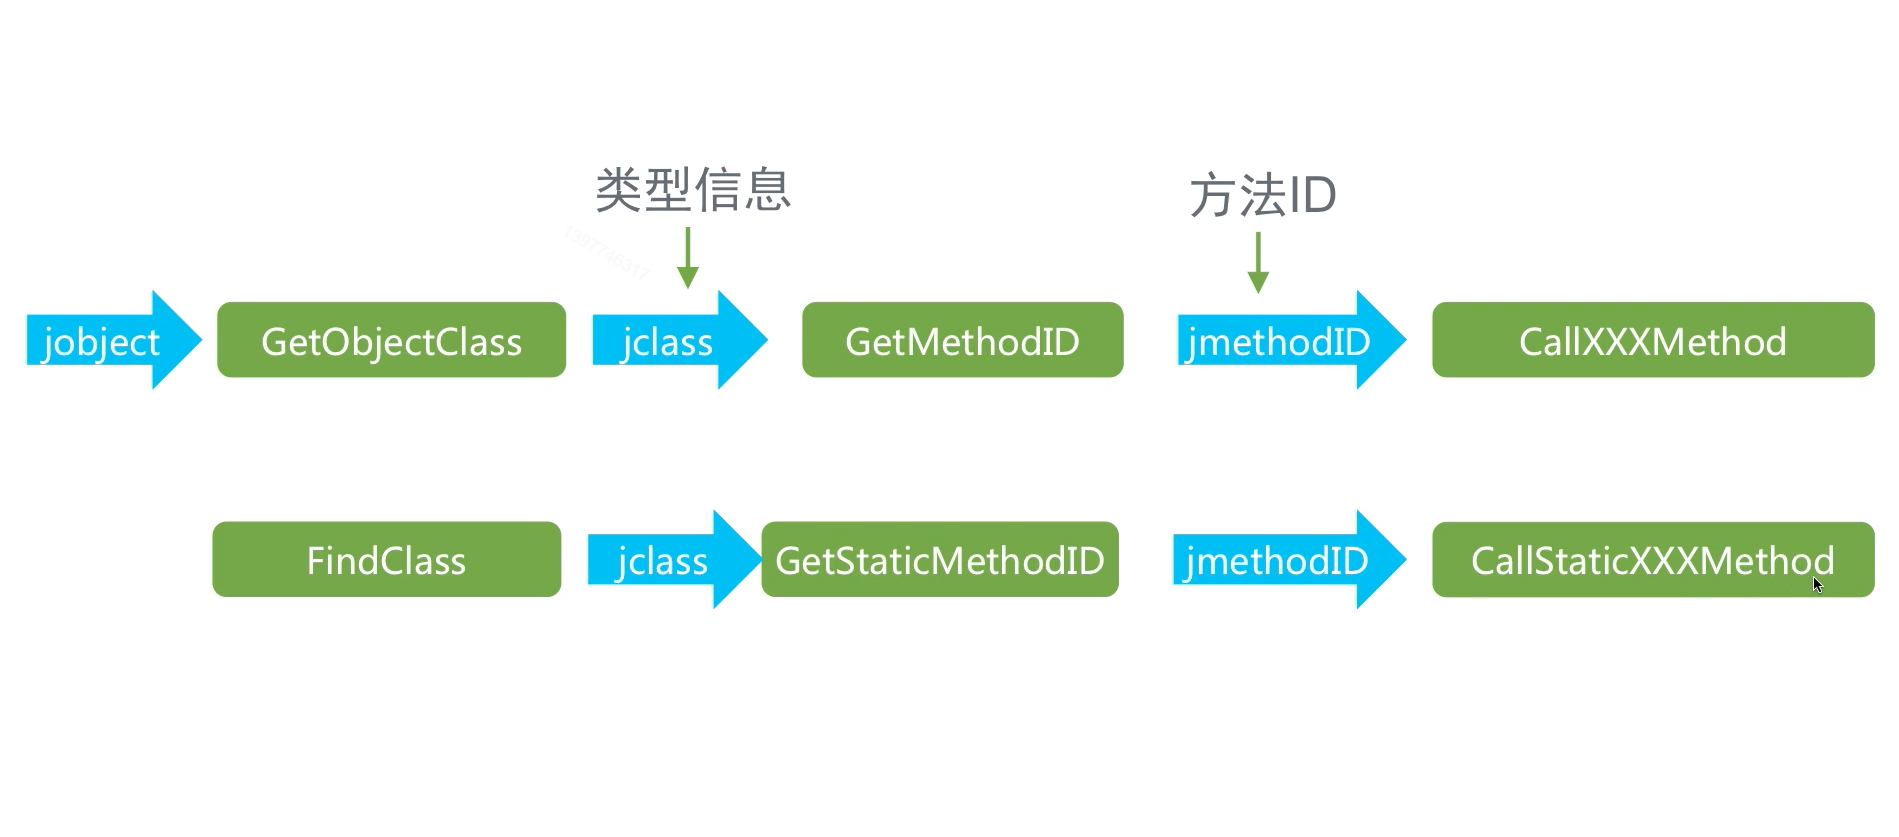 类型信息
方法ID
1397746317
jobject
GetObjectClass
jclass
GetMethodID
jmethodID
CallXXXMethod
FindClass
jclass
GetStaticMethodID
jmethodID
CallStaticXXXMethod